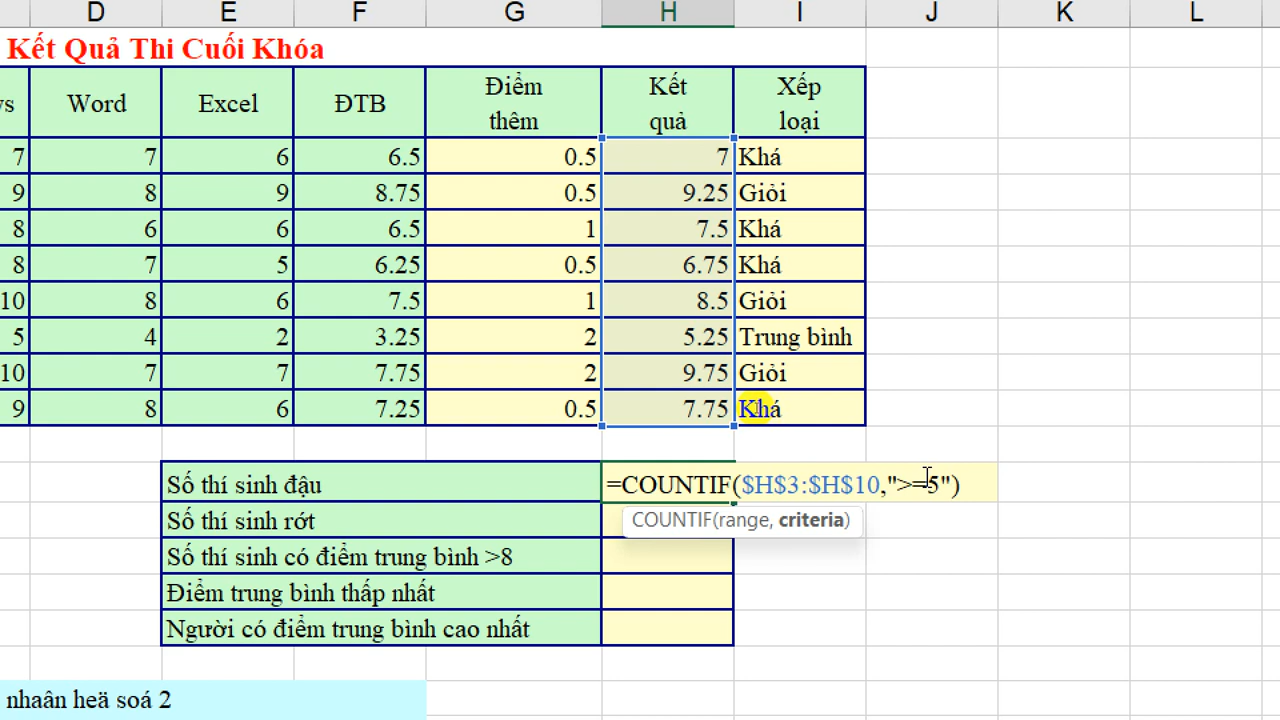 D E F G H I J K L
Kết Quả Thi Cuối Khóa
Word Excel ĐTB Điểm thêm Kết quả Xếp loại
7 7 6 6.5 0.5 7 Khá
9 8 9 8.75 0.5 9.25 Giỏi
8 6 6 6.5 1 7.5 Khá
8 7 5 6.25 0.5 6.75 Khá
10 8 6 7.5 1 8.5 Giỏi
5 4 2 3.25 2 5.25 Trung bình
10 7 7 7.75 2 9.75 Giỏi
9 8 6 7.25 0.5 7.75 Khá
Số thí sinh đậu =COUNTIF($H$3:$H$10,">=5")
Số thí sinh rớt COUNTIF(range, criteria)
Số thí sinh có điểm trung bình >8
Điểm trung bình thấp nhất
Người có điểm trung bình cao nhất
nhaân heä soá 2